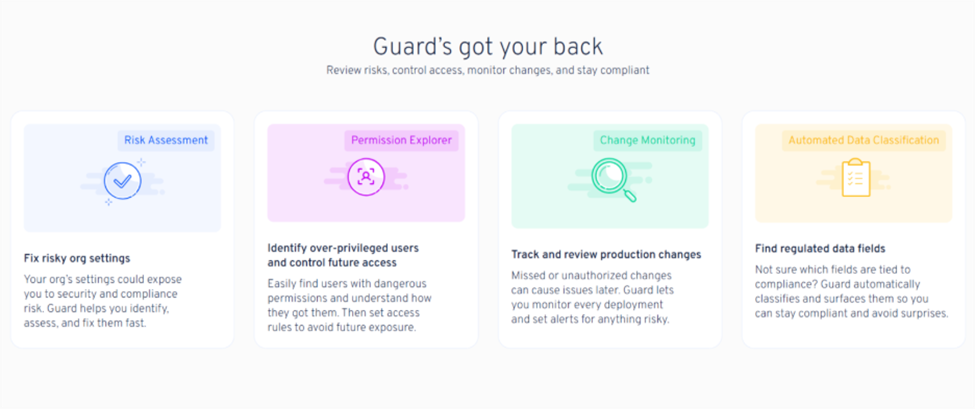 Guard's got your back
Review risks, control access, monitor changes, and stay compliant
Risk Assessment
Fix risky org settings
Your org's settings could expose
you to security and compliance
risk. Guard helps you identify,
assess, and fix them fast.
Permission Explorer
Identify over-privileged users
and control future access
Easily find users with dangerous
permissions and understand how
they got them. Then set access
rules to avoid future exposure.
Change Monitoring
Track and review production changes
Missed or unauthorized changes
can cause issues later. Guard lets
you monitor every deployment
and set alerts for anything risky.
Automated Data Classification
Find regulated data fields
Not sure which fields are tied to
compliance? Guard automatically
classifies and surfaces them so you
can stay compliant and avoid surprises.